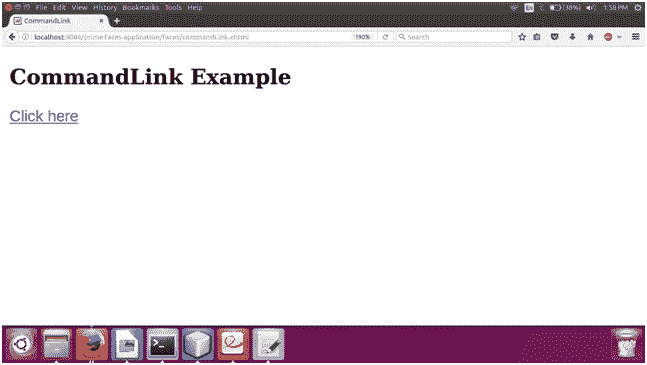 File Edit View History Bookmarks Tools Help
En (38%) 1:58 PM
CommandLink × +
localhost:8084/prime-faces-application/faces/commandLink.xhtml 190% Search
CommandLink Example
Click here